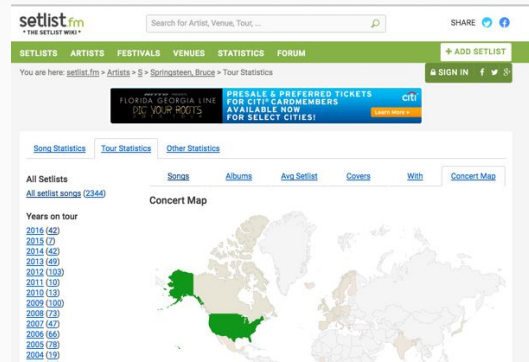 setlist.fm
* THE SETLIST WIKI *
Search for Artist, Venue, Tour, ...
SHARE
SETLISTS ARTISTS FESTIVALS VENUES STATISTICS FORUM
+ ADD SETLIST
You are here: setlist.fm > Artists > S > Springsteen, Bruce > Tour Statistics
SIGN IN
FLORIDA GEORGIA LINE
DIG YOUR ROOTS
PRESALE & PREFERRED TICKETS
FOR CITI® CARDMEMBERS
AVAILABLE NOW
FOR SELECT CITIES!
citi
Learn More >
Song Statistics Tour Statistics Other Statistics
All Setlists
All setlist songs (2344)
Years on tour
2016 (42)
2015 (7)
2014 (42)
2013 (49)
2012 (103)
2011 (10)
2010 (13)
2009 (100)
2008 (73)
2007 (47)
2006 (66)
2005 (78)
2004 (19)
Songs Albums Avg Setlist Covers With Concert Map
Concert Map